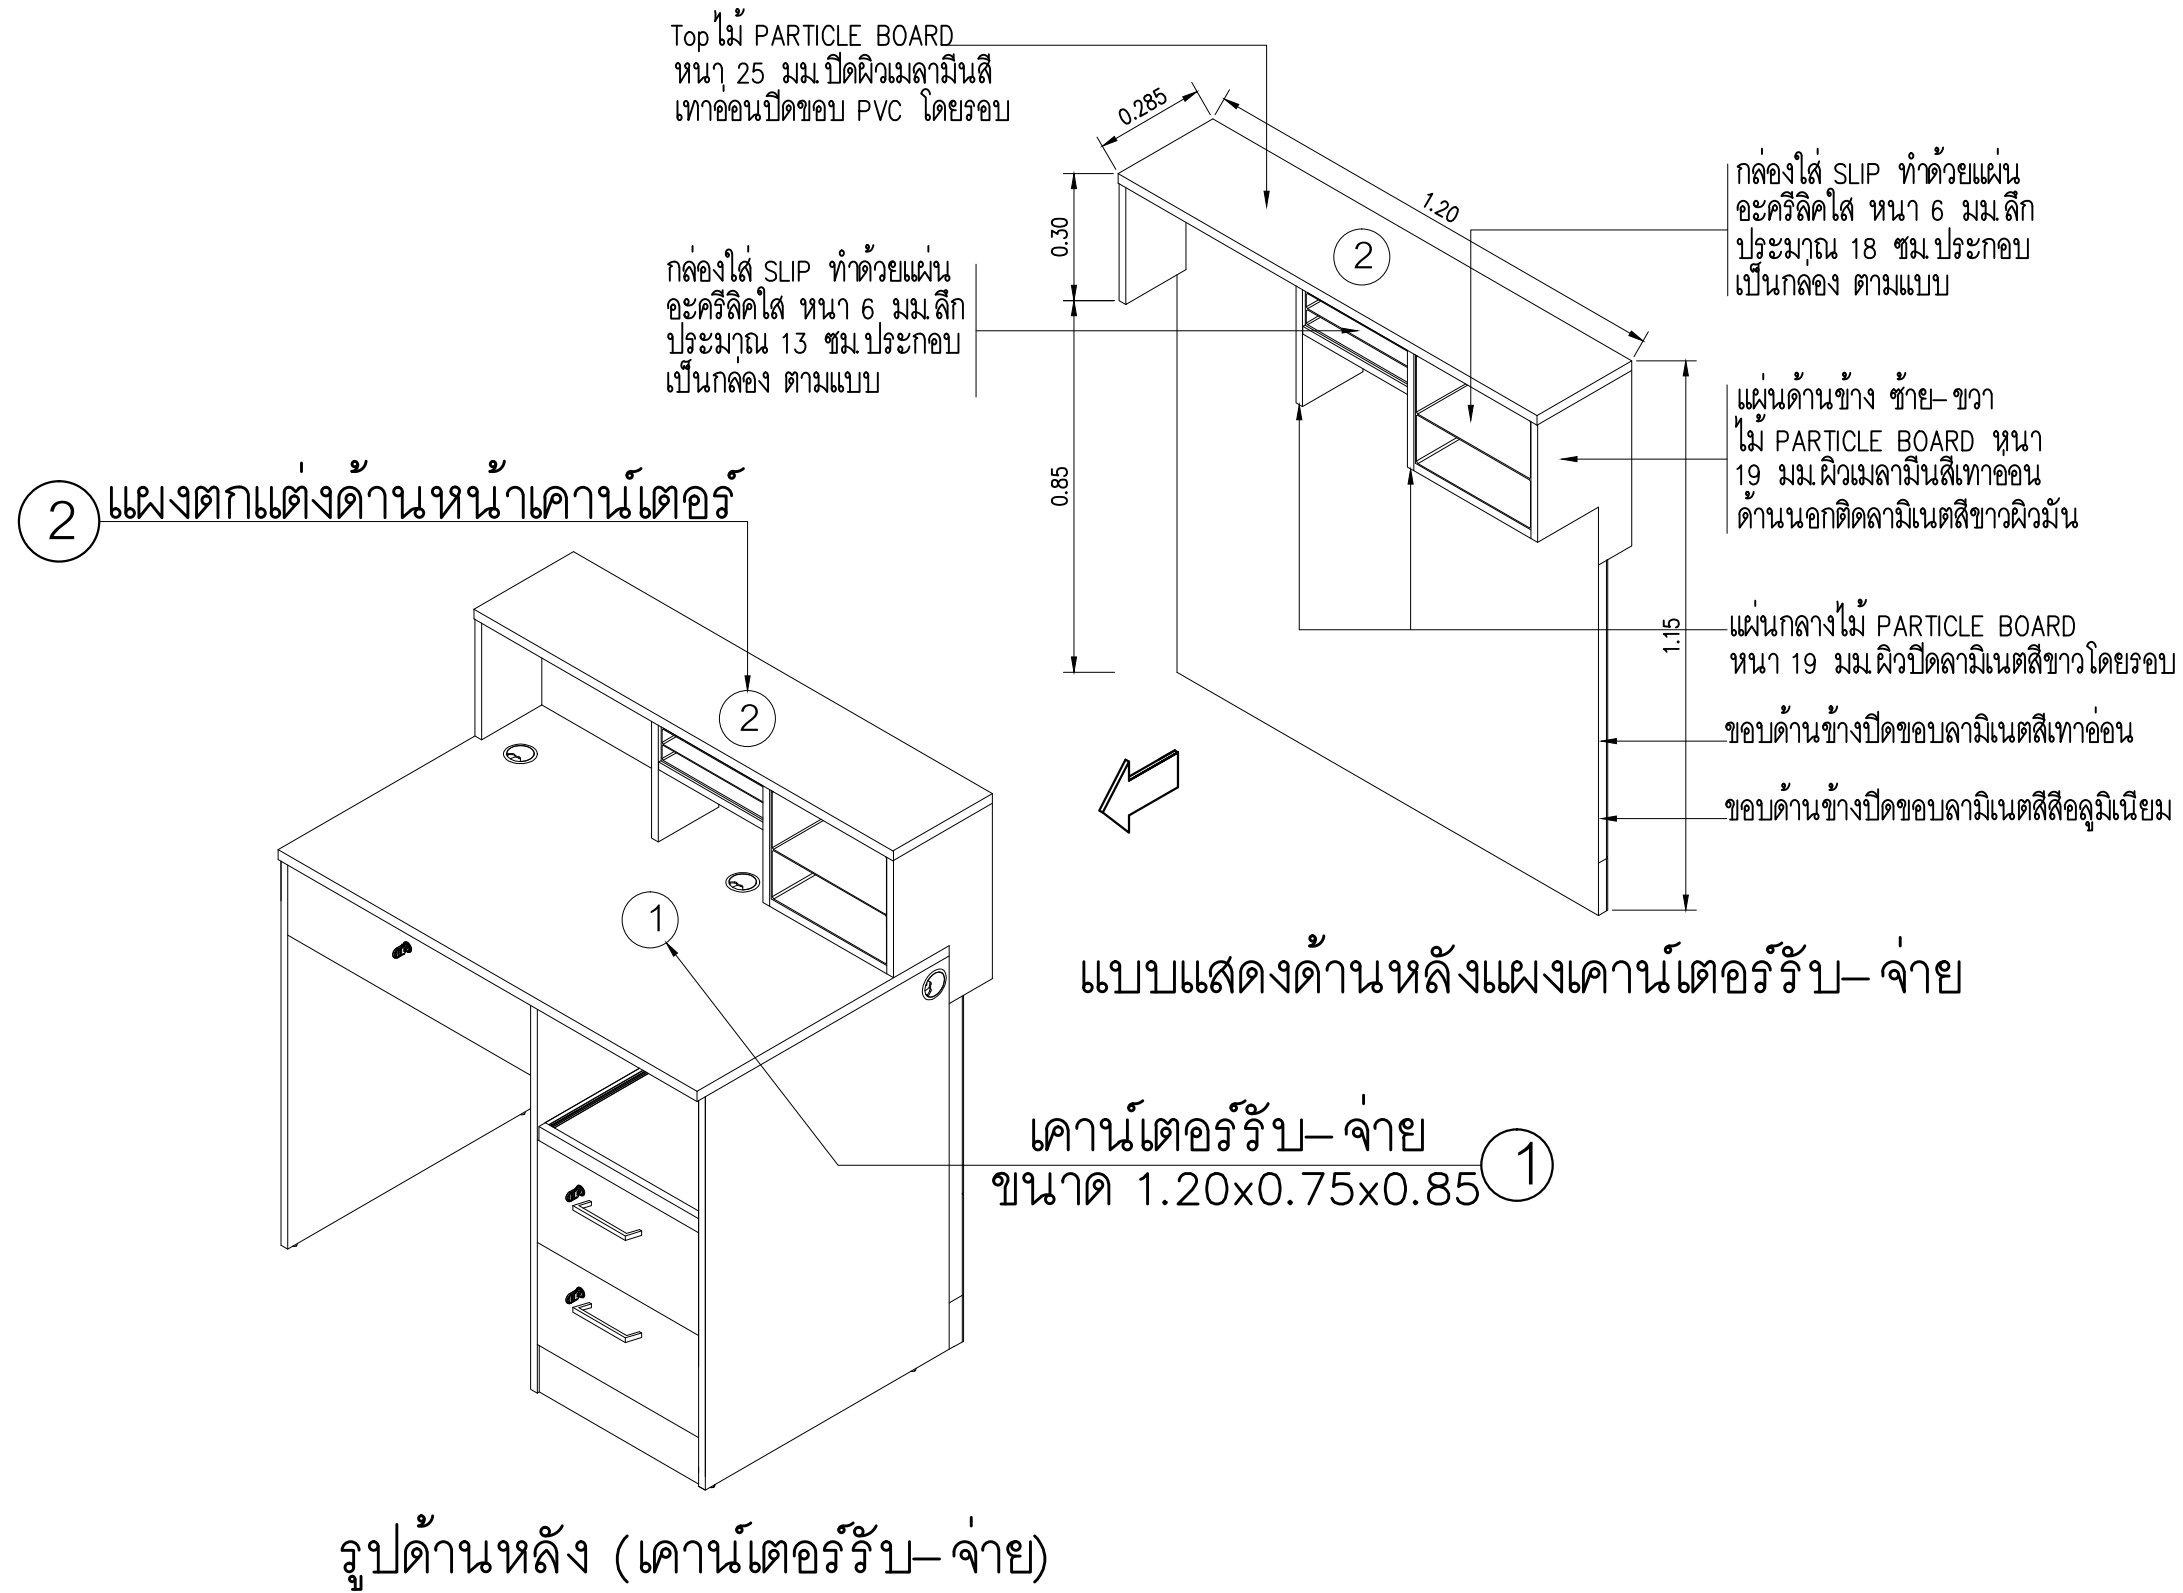 Top ไม้ PARTICLE BOARD
หนา 25 มม.ปิดผิวเมลามีนสี
เทาอ่อนปิดขอบ PVC โดยรอบ
0.285
1.20
0.30
0.85
1.15
2
กล่องใส่ SLIP ทำด้วยแผ่น
อะครีลิคใส หนา 6 มม.ลึก
ประมาณ 18 ซม.ประกอบ
เป็นกล่อง ตามแบบ
กล่องใส่ SLIP ทำด้วยแผ่น
อะครีลิคใส หนา 6 มม.ลึก
ประมาณ 13 ซม.ประกอบ
เป็นกล่อง ตามแบบ
แผ่นด้านข้าง ซ้าย-ขวา
ไม้ PARTICLE BOARD หนา
19 มม.ผิวเมลามีนสีเทาอ่อน
ด้านนอกติดลามิเนตสีขาวผิวมัน
2 แผงตกแต่งด้านหน้าเคาน์เตอร์
แผ่นกลางไม้ PARTICLE BOARD
หนา 19 มม.ผิวปิดลามิเนตสีขาวโดยรอบ
ขอบด้านข้างปิดขอบลามิเนตสีเทาอ่อน
ขอบด้านข้างปิดขอบลามิเนตสีสีอลูมิเนียม
2
1
แบบแสดงด้านหลังแผงเคาน์เตอร์รับ-จ่าย
เคาน์เตอร์รับ-จ่าย
ขนาด 1.20x0.75x0.85
1
รูปด้านหลัง (เคาน์เตอร์รับ-จ่าย)